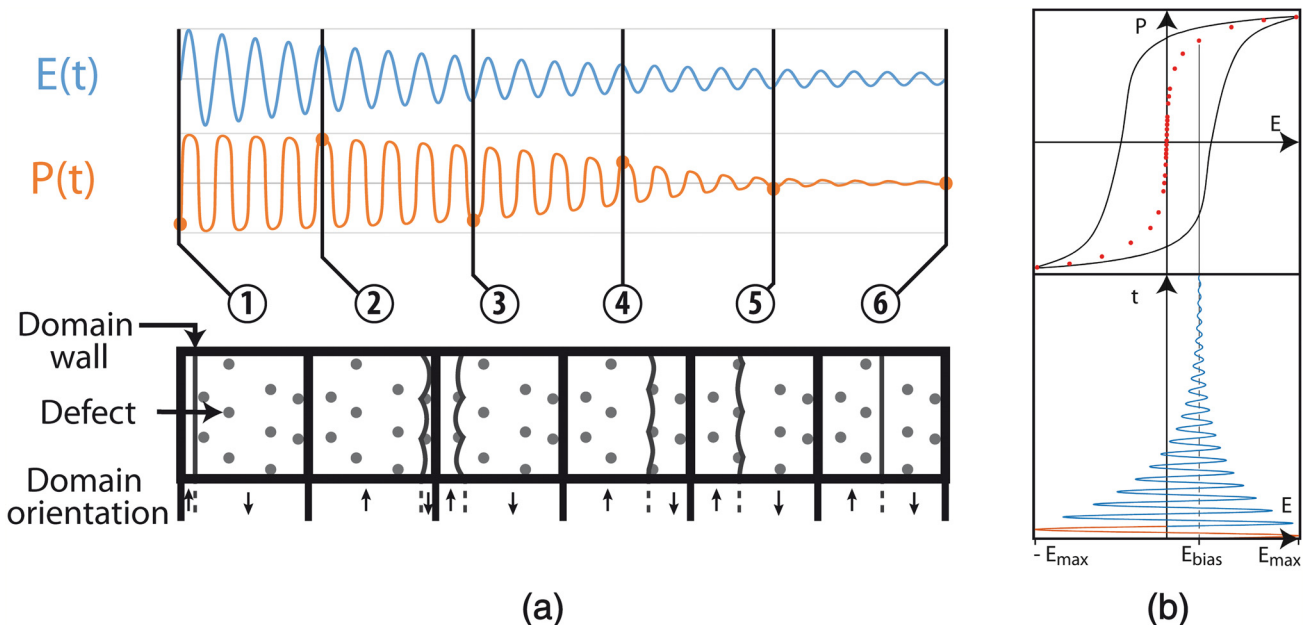 E(t)
P(t)
1 2 3 4 5 6
Domain
wall
Defect
Domain
orientation
(a)
P
E
t
E
- Emax
Ebias
Emax
(b)